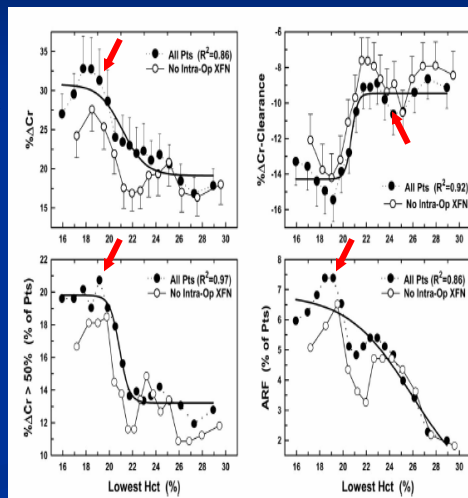 %ΔCr
35
30
25
20
15
All Pts (R²=0.86)
No Intra-Op XFN
16 18 20 22 24 26 28 30
%ΔCr-Clearance
-6
-8
-10
-12
-14
-16
All Pts (R²=0.92)
No Intra-Op XFN
16 18 20 22 24 26 28 30
%ΔCr > 50% (% of Pts)
22
20
18
16
14
12
10
All Pts (R²=0.97)
No Intra-Op XFN
16 18 20 22 24 26 28 30
Lowest Hct (%)
ARF (% of Pts)
8
7
6
5
4
3
2
All Pts (R²=0.86)
No Intra-Op XFN
16 18 20 22 24 26 28 30
Lowest Hct (%)